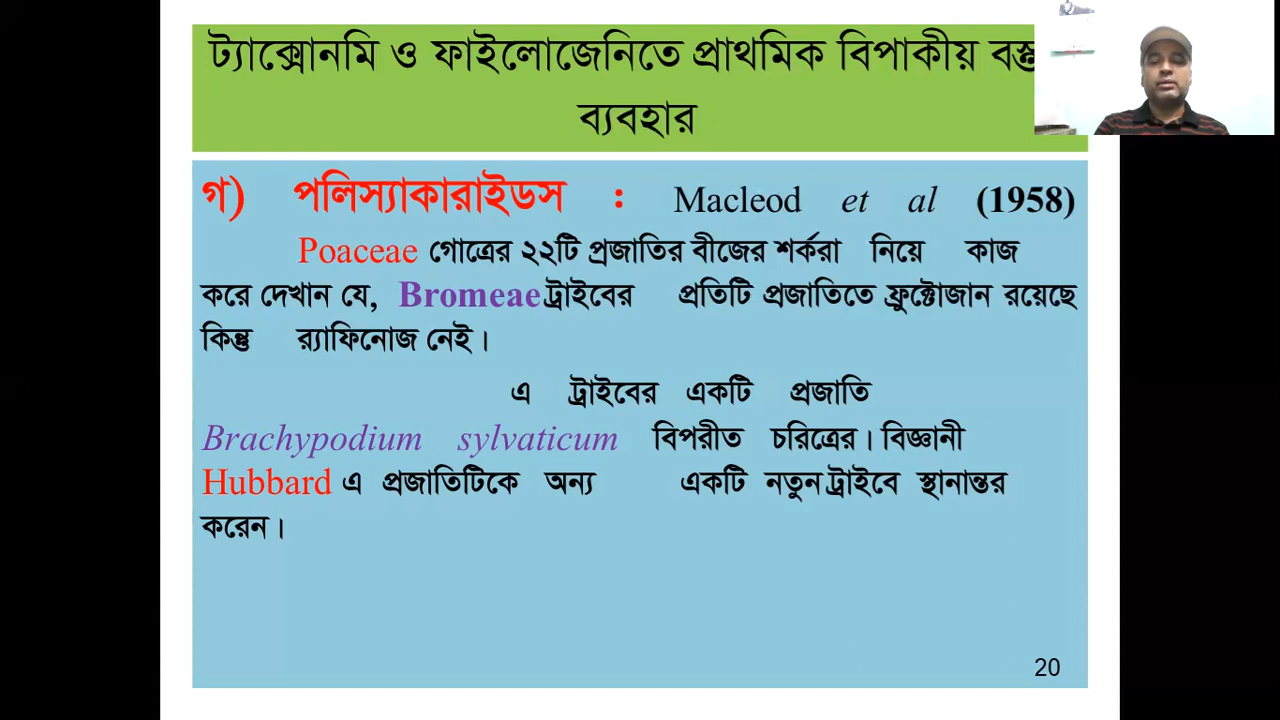 ট্যাক্সোনমি ও ফাইলোজেনিতে প্রাথমিক বিপাকীয় বস্তু
ব্যবহার
গ) পলিস্যাকারাইডস : Macleod et al (1958)
Poaceae গোত্রের ২২টি প্রজাতির বীজের শর্করা নিয়ে কাজ
করে দেখান যে, Bromeae ট্রাইবের প্রতিটি প্রজাতিতে ফ্রুক্টোজান রয়েছে
কিন্তু র‍্যাফিনোজ নেই।
এ ট্রাইবের একটি প্রজাতি
Brachypodium sylvaticum বিপরীত চরিত্রের। বিজ্ঞানী
Hubbard এ প্রজাতিটিকে অন্য একটি নতুন ট্রাইবে স্থানান্তর
করেন।
20